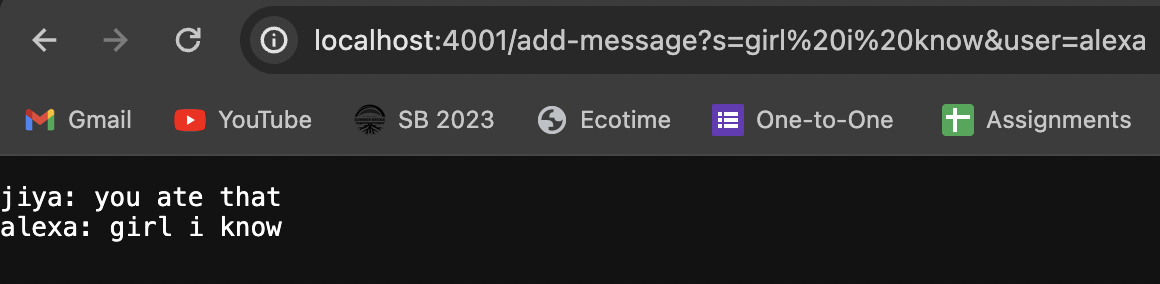 localhost:4001/add-message?s=girl%20i%20know&user=alexa
Gmail YouTube SB 2023 Ecotime One-to-One Assignments
jiya: you ate that
alexa: girl i know